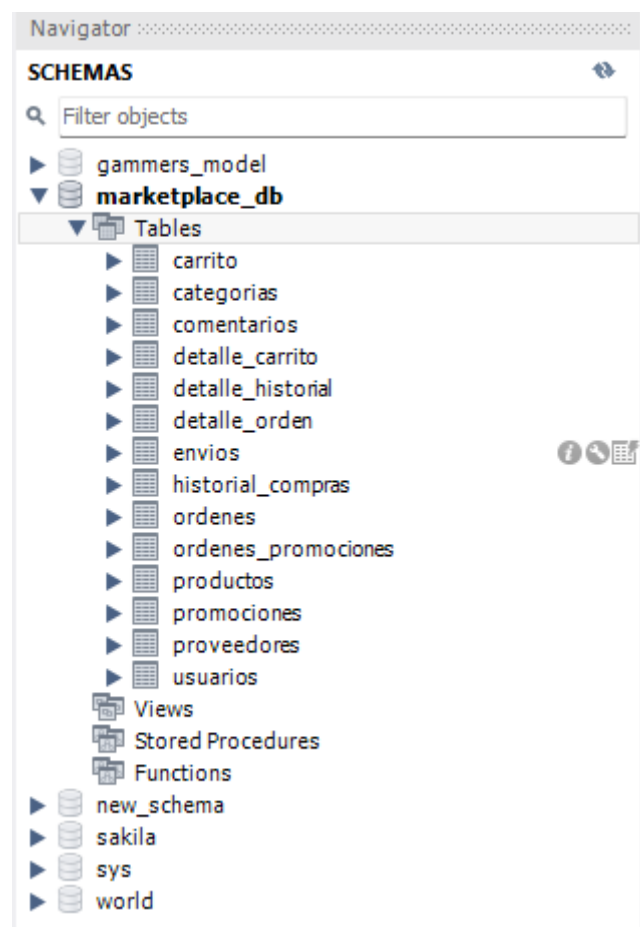 Navigator
SCHEMAS
Filter objects
gammers_model
marketplace_db
Tables
carrito
categorias
comentarios
detalle_carrito
detalle_historial
detalle_orden
envios
historial_compras
ordenes
ordenes_promociones
productos
promociones
proveedores
usuarios
Views
Stored Procedures
Functions
new_schema
sakila
sys
world